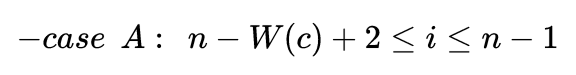 −case A : n − W(c) + 2 ≤ i ≤ n − 1